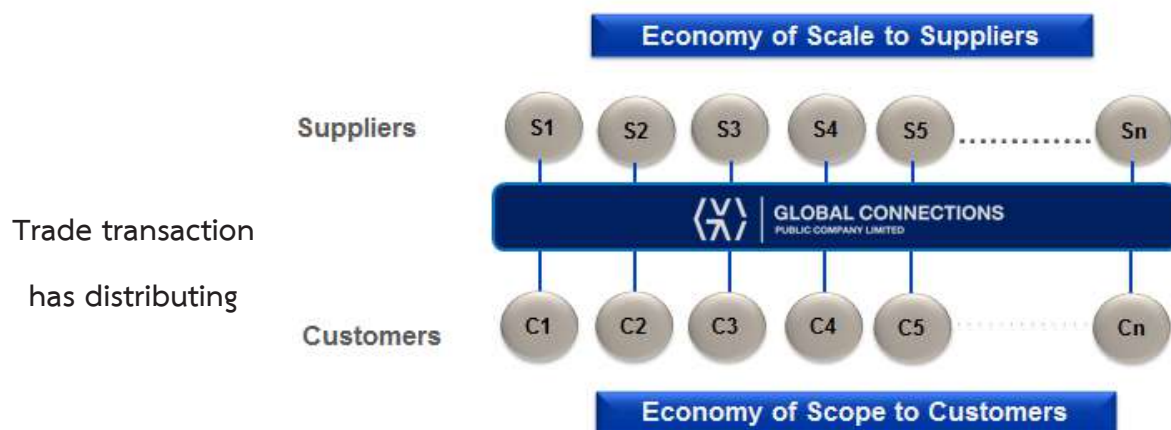 Economy of Scale to Suppliers
Suppliers
S1 S2 S3 S4 S5 ............. Sn
GLOBAL CONNECTIONS
PUBLIC COMPANY LIMITED
Trade transaction
has distributing
Customers
C1 C2 C3 C4 C5 ............. Cn
Economy of Scope to Customers